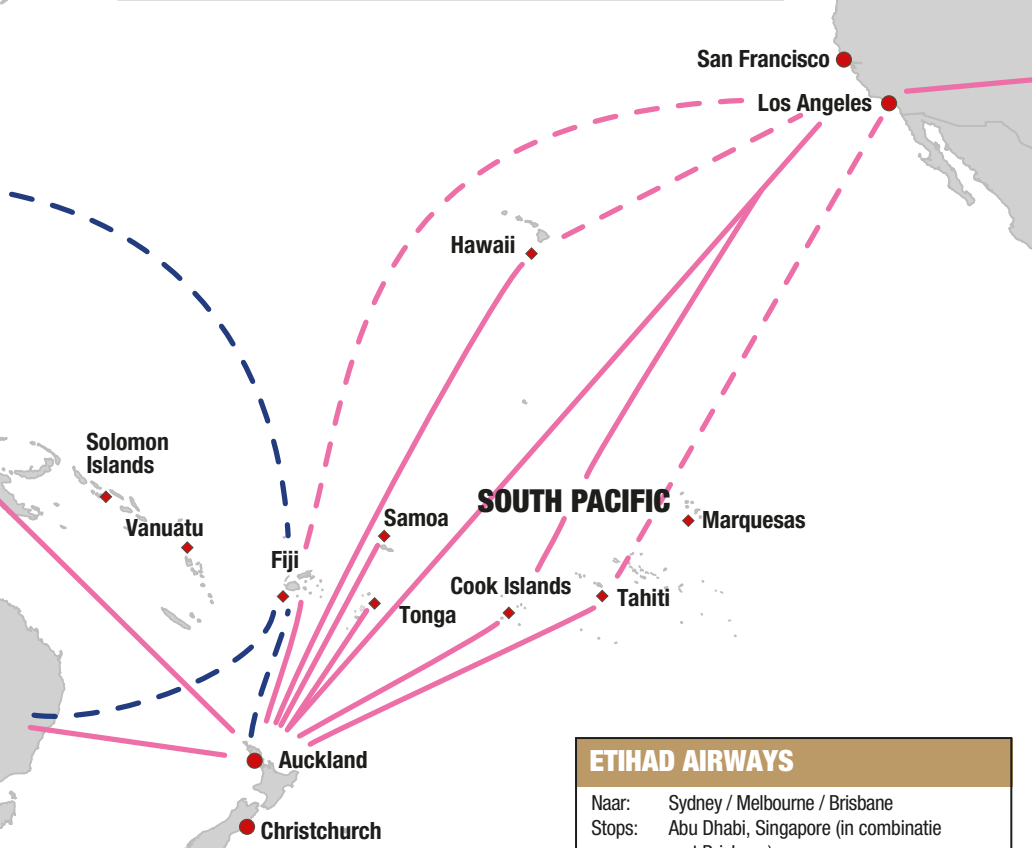 San Francisco
Los Angeles
Hawaii
Solomon
Islands
Vanuatu
Samoa
SOUTH PACIFIC
Marquesas
Fiji
Cook Islands
Tonga
Tahiti
Auckland
Christchurch
ETIHAD AIRWAYS
Naar: Sydney / Melbourne / Brisbane
Stops: Abu Dhabi, Singapore (in combinatie